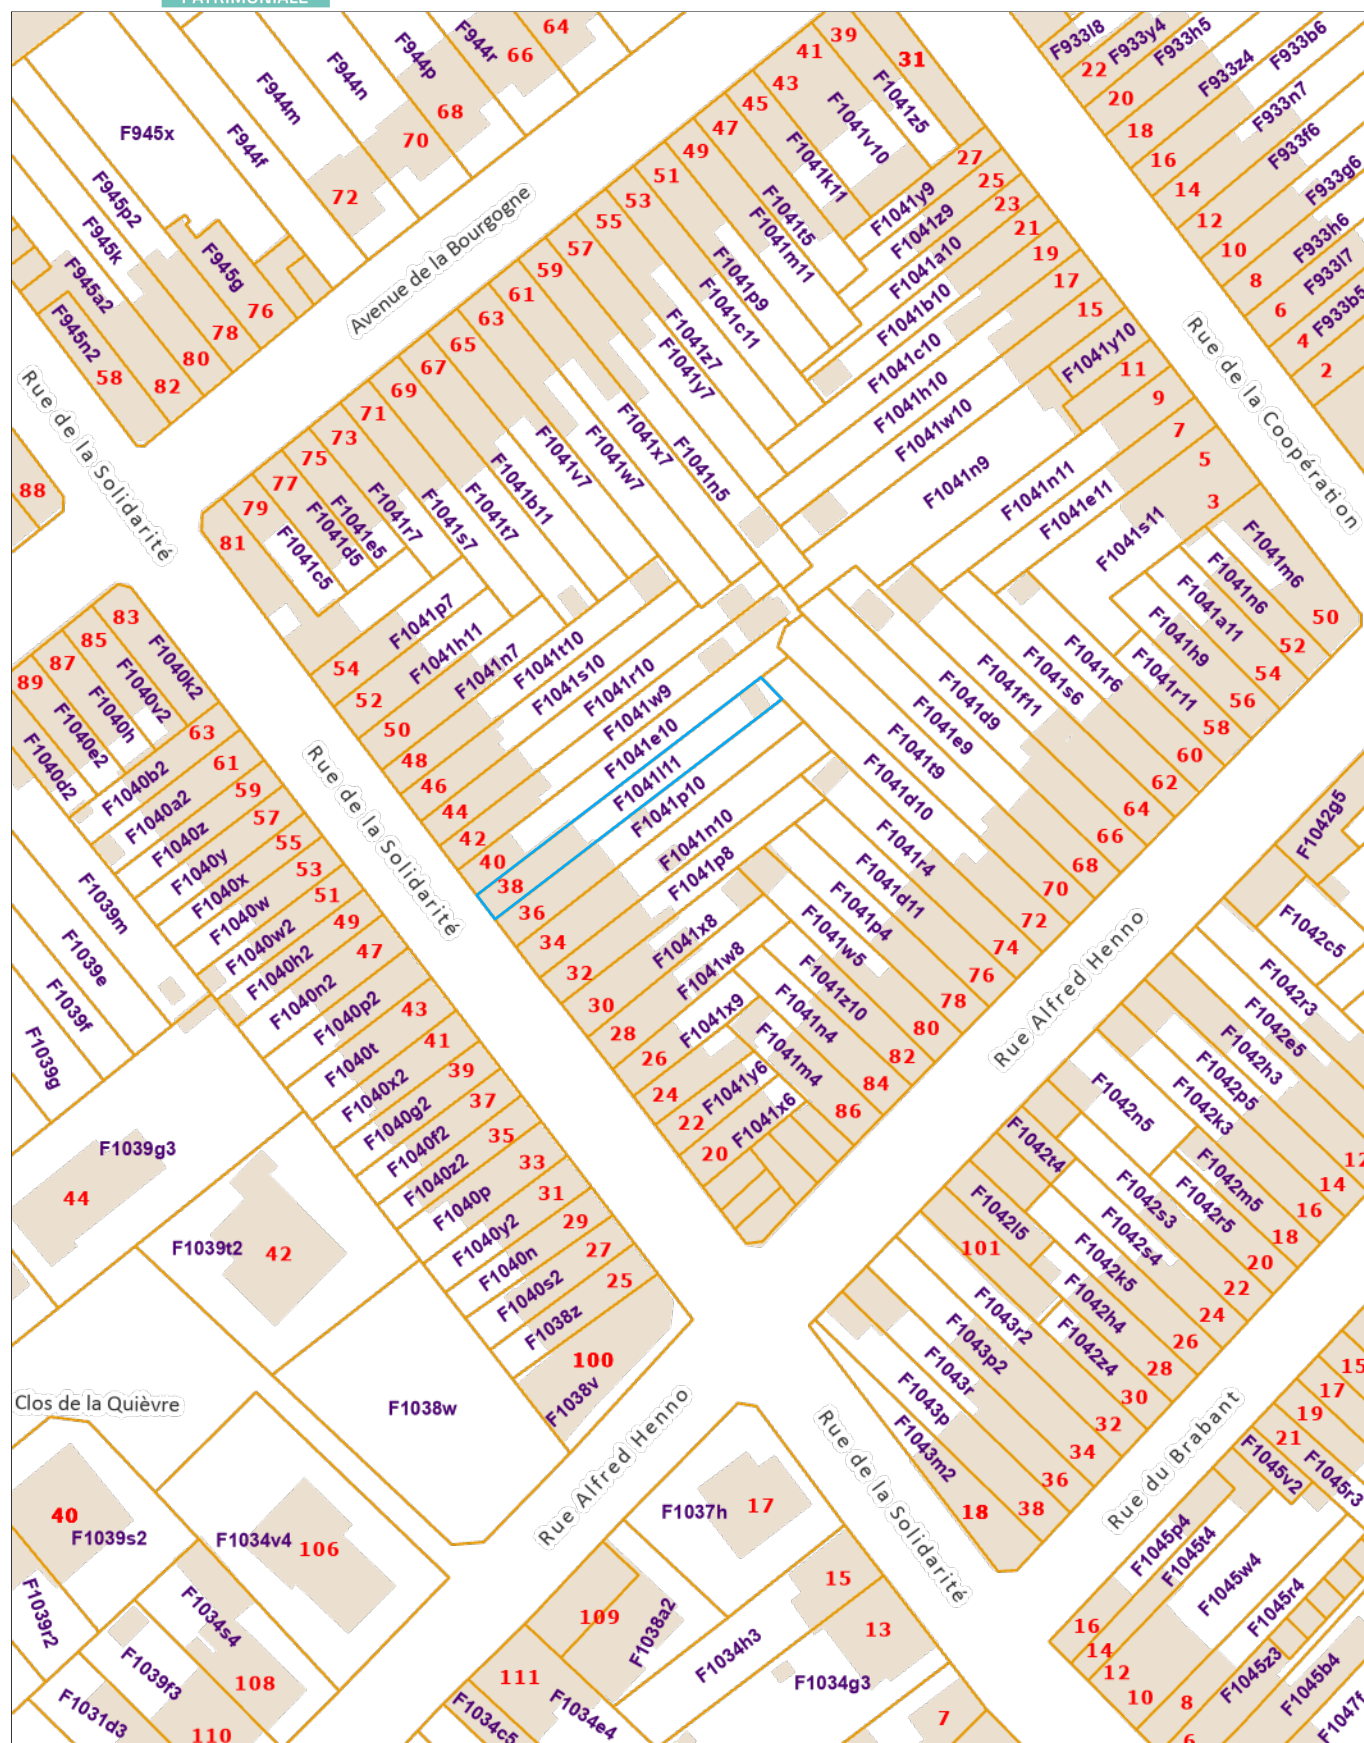 PATRIMONIALE
F944r
64
66
F944p
F944n
F944m
68
70
F945x
F944f
72
F945p2
F945k
F945a2
F945g
F945n2
76
78
80
82
58
Avenue de la Bourgogne
Rue de la Solidarité
88
39
41
43
45
47
49
51
53
55
57
59
61
63
65
67
69
71
73
75
77
79
81
31
F1041z5
F1041v10
F1041k11
F1041t5
F1041m11
F1041p9
F1041c11
F1041z7
F1041y7
F1041n5
F1041x7
F1041w7
F1041v7
F1041b11
F1041t7
F1041s7
F1041r7
F1041e5
F1041d5
F1041c5
27
25
23
21
19
17
15
11
9
7
5
3
F1041y9
F1041z9
F1041a10
F1041b10
F1041c10
F1041h10
F1041w10
F1041y10
F1041n9
F1041n11
F1041e11
F1041s11
F1041m6
F1041n6
F1041a11
F1041h9
F1041r11
F1041r6
F1041s6
F1041f11
F1041d9
F1041e9
F1041t9
F1041d10
F1041r4
F1041d11
F1041p4
F1041w5
F1041z10
F1041n4
F1041m4
F933l8
F933y4
F933h5
F933z4
F933b6
F933n7
F933f6
F933g6
F933h6
F933l7
F933b5
22
20
18
16
14
12
10
8
6
4
2
Rue de la Coopération
50
52
54
56
58
60
62
64
66
68
70
72
74
76
78
80
82
84
86
F1041p7
F1041h11
F1041n7
F1041t10
F1041s10
F1041r10
F1041w9
F1041e10
F1041l11
F1041p10
F1041n10
F1041p8
F1041x8
F1041w8
F1041x9
F1041y6
F1041x6
54
52
50
48
46
44
42
40
38
36
34
32
30
28
26
24
22
20
Rue de la Solidarité
83
85
87
89
F1040k2
F1040v2
F1040h
F1040e2
F1040d2
63
61
59
57
55
53
51
49
47
43
41
39
37
35
33
31
29
27
25
F1040b2
F1040a2
F1040z
F1040y
F1040x
F1040w
F1040w2
F1040h2
F1040n2
F1040p2
F1040t
F1040x2
F1040g2
F1040f2
F1040z2
F1040p
F1040y2
F1040n
F1040s2
F1038z
100
F1038v
F1039m
F1039e
F1039f
F1039g
F1039g3
44
F1039t2
42
F1038w
Clos de la Quièvre
Rue Alfred Henno
Rue Alfred Henno
F1042g5
F1042c5
F1042r3
F1042e5
F1042h3
F1042p5
F1042k3
F1042n5
F1042t4
F1042m5
F1042r5
F1042s3
F1042s4
F1042k5
F1042h4
F1042z4
F1042l5
101
12
14
16
18
20
22
24
26
28
30
32
34
36
38
18
F1043r2
F1043p2
F1043r
F1043p
F1043m2
Rue de la Solidarité
Rue du Brabant
15
17
19
21
F1045v2
F1045r3
F1045p4
F1045t4
F1045w4
F1045r4
F1045z3
F1045b4
F1047f
16
14
12
10
8
6
40
F1039s2
F1034v4
106
F1039r2
F1034s4
F1039f3
108
F1031d3
110
F1037h
17
109
F1038a2
15
13
F1034h3
F1034g3
111
F1034c5
F1034e4
7